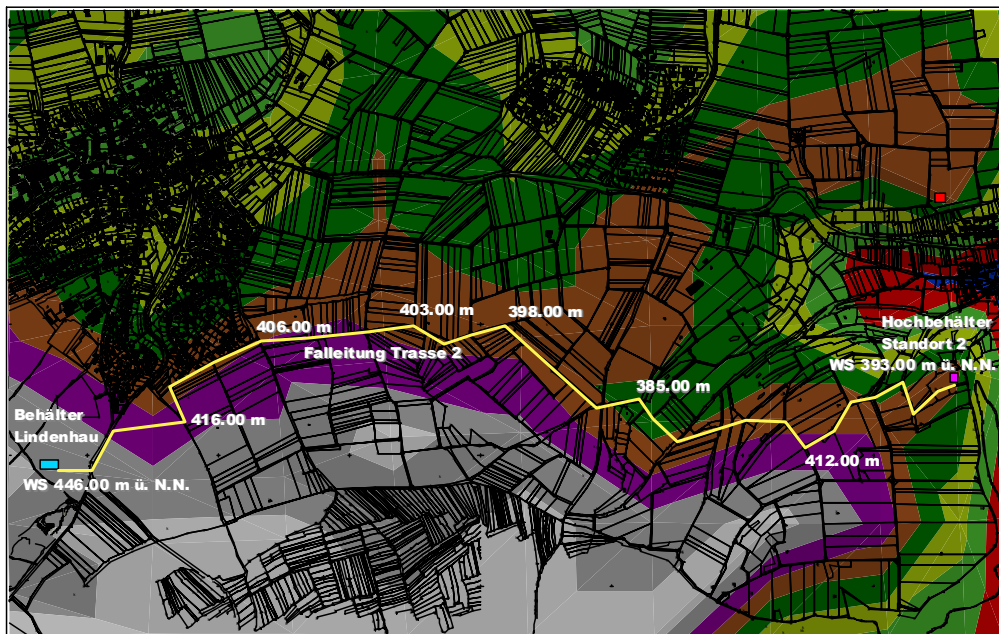 403.00 m
398.00 m
406.00 m
Falleitung Trasse 2
Hochbehälter
Standort 2
WS 393.00 m ü. N.N.
385.00 m
416.00 m
Behälter
Lindenhau
412.00 m
WS 446.00 m ü. N.N.